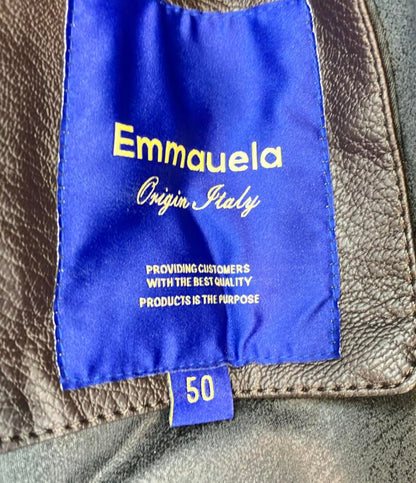 Emmauela
Origin Italy
PROVIDING CUSTOMERS
WITH THE BEST QUALITY
PRODUCTS IS THE PURPOSE
50